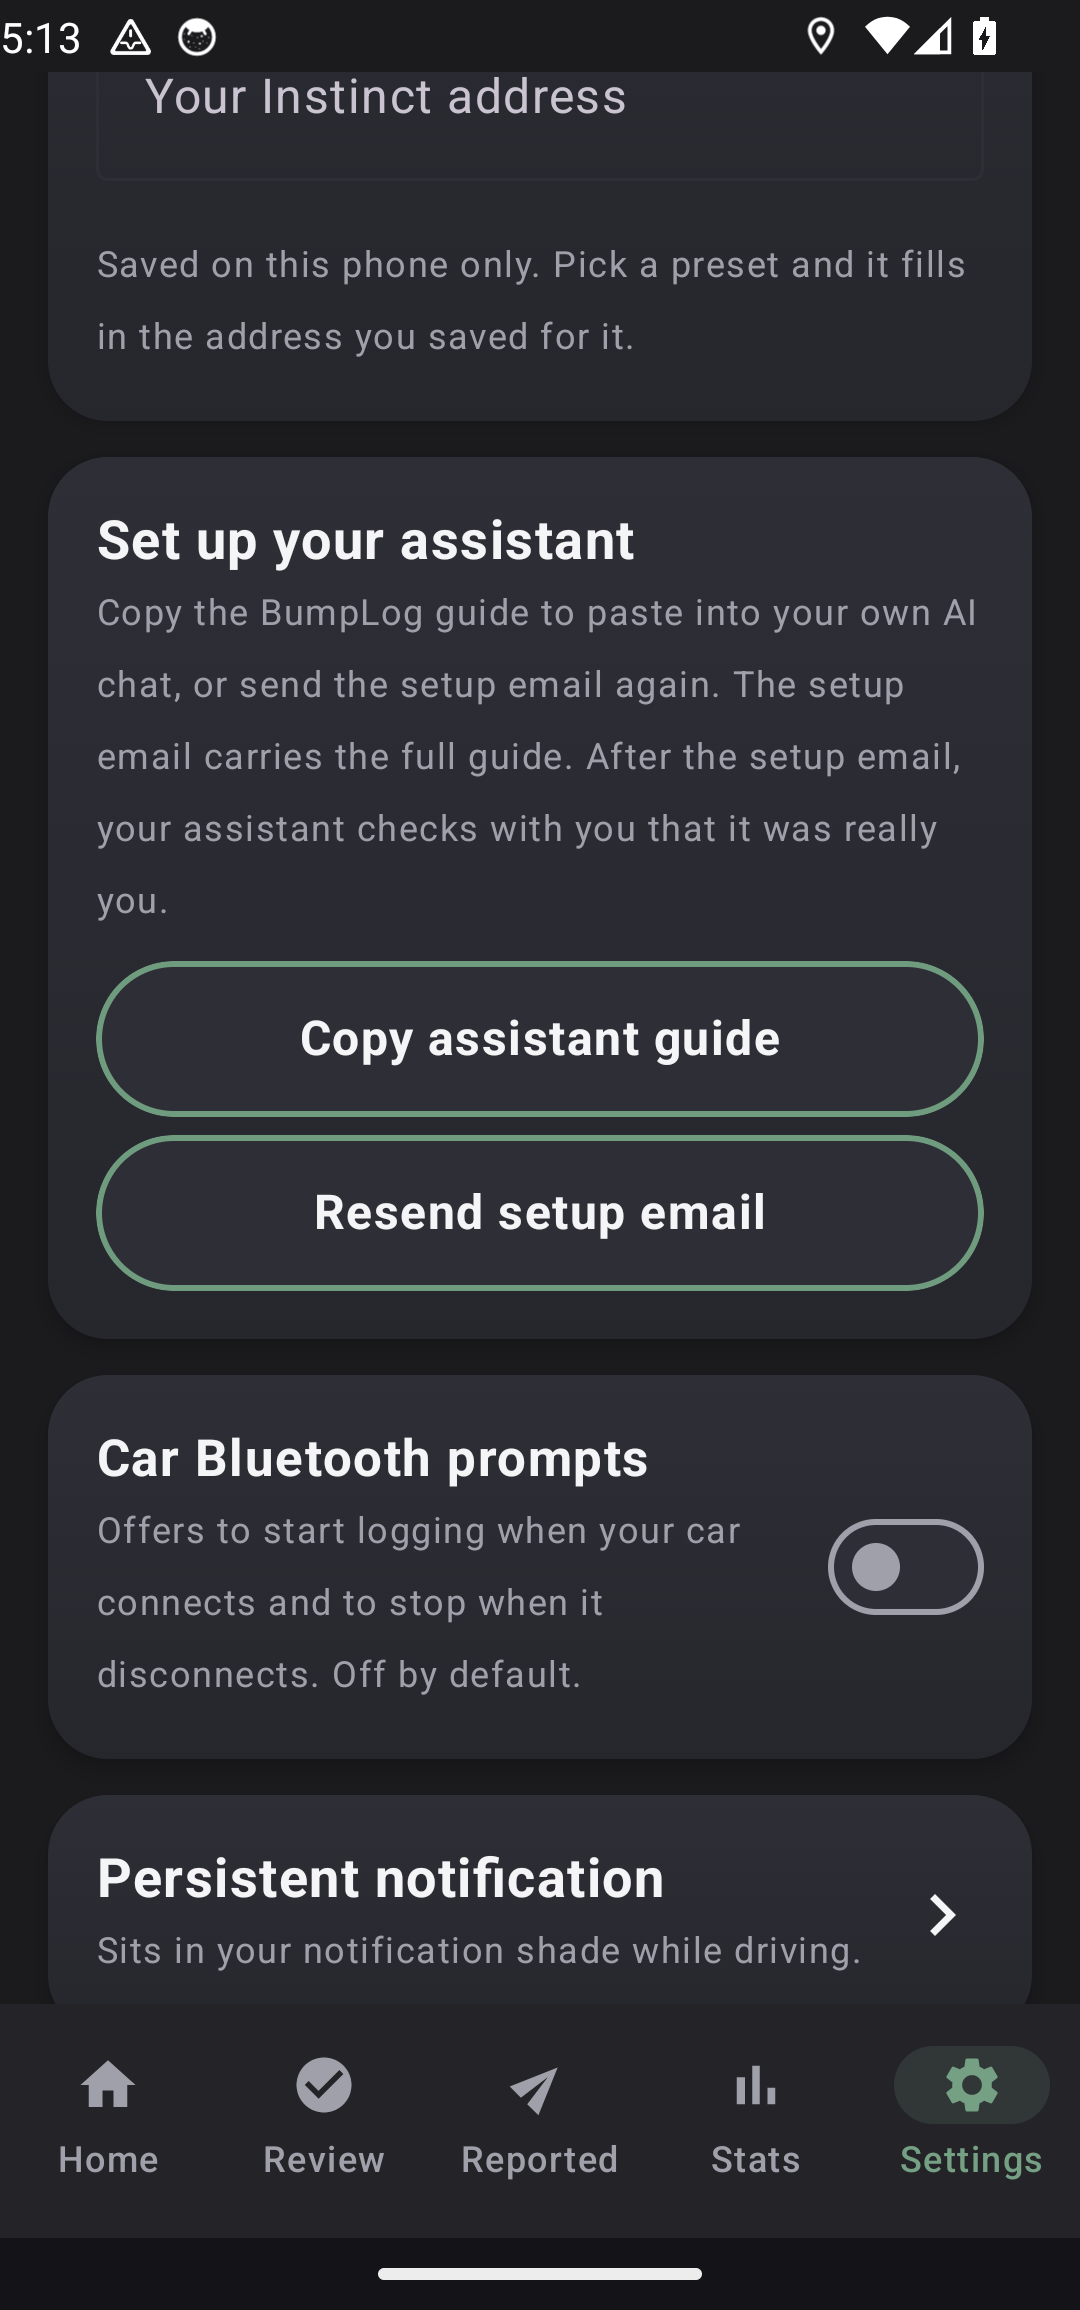 5:13
Your Instinct address
Saved on this phone only. Pick a preset and it fills
in the address you saved for it.
Set up your assistant
Copy the BumpLog guide to paste into your own AI
chat, or send the setup email again. The setup
email carries the full guide. After the setup email,
your assistant checks with you that it was really
you.
Copy assistant guide
Resend setup email
Car Bluetooth prompts
Offers to start logging when your car
connects and to stop when it
disconnects. Off by default.
Persistent notification
Sits in your notification shade while driving.
Home
Review
Reported
Stats
Settings